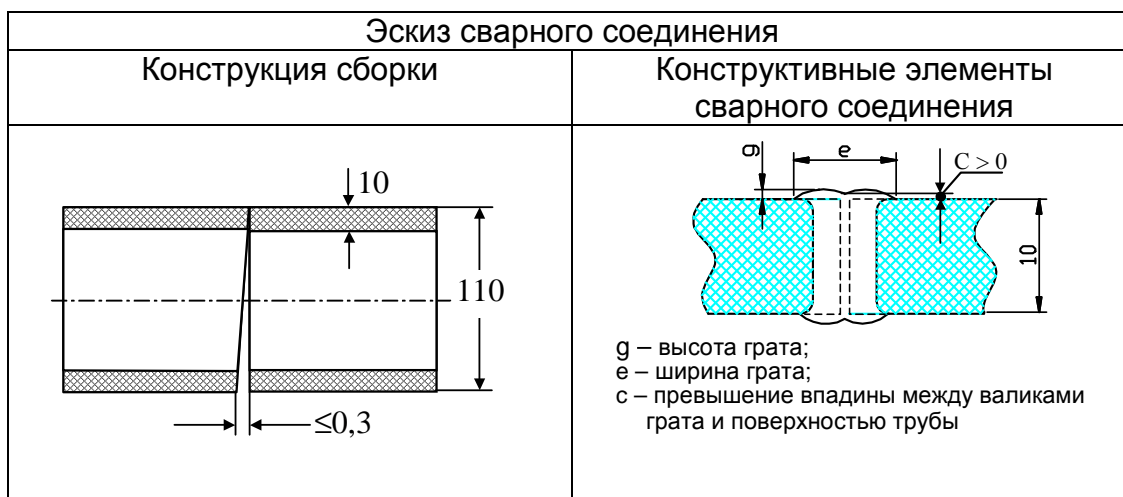 Эскиз сварного соединения
Конструкция сборки
Конструктивные элементы
сварного соединения
10
110
≤0,3
g
e
C > 0
10
g – высота грата;
e – ширина грата;
c – превышение впадины между валиками
грата и поверхностью трубы